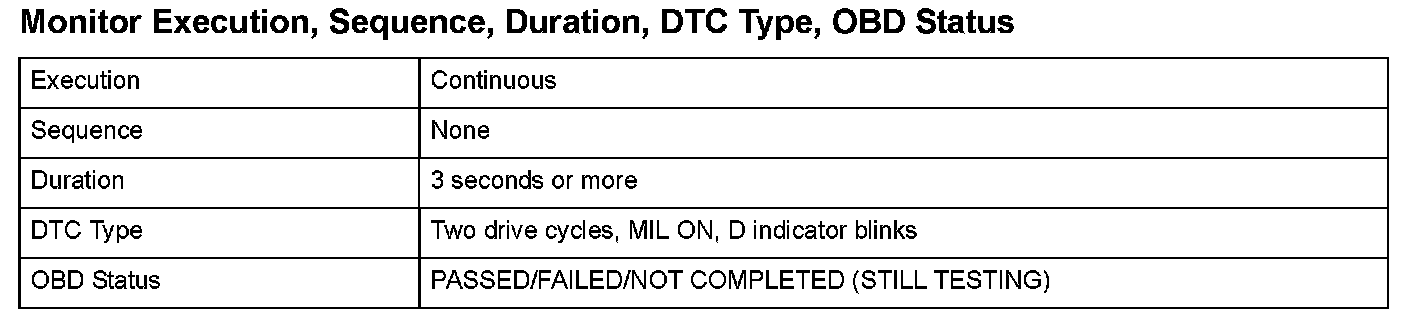 Monitor Execution, Sequence, Duration, DTC Type, OBD Status
Execution Continuous
Sequence None
Duration 3 seconds or more
DTC Type Two drive cycles, MIL ON, D indicator blinks
OBD Status PASSED/FAILED/NOT COMPLETED (STILL TESTING)